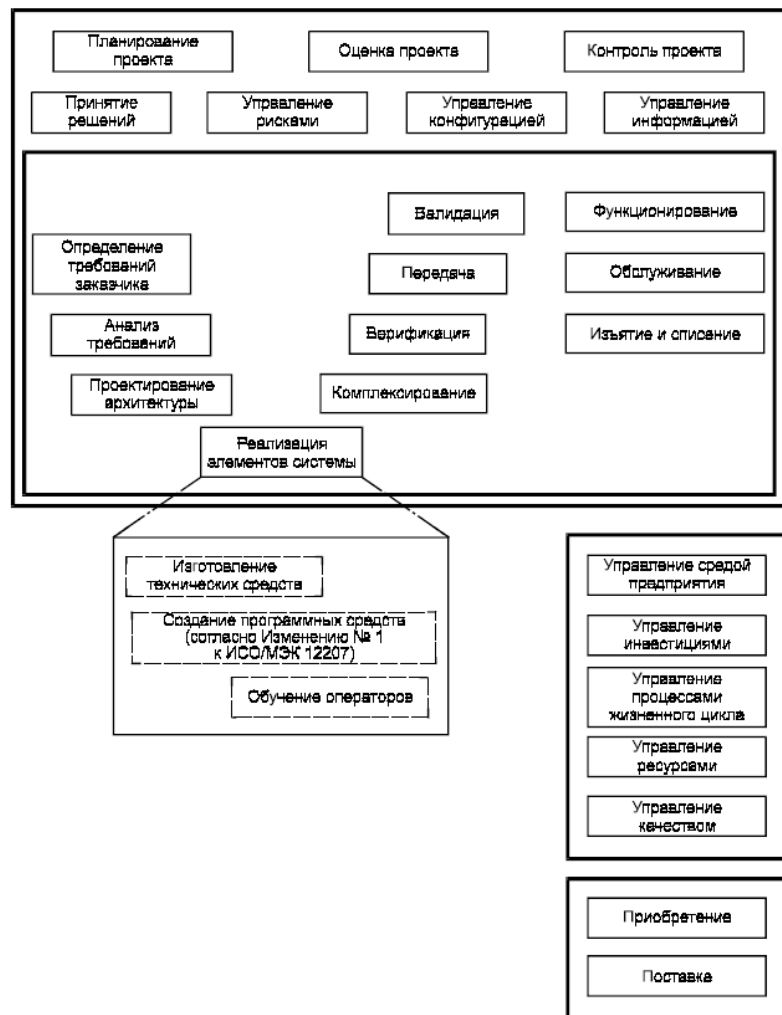 Планирование
проекта
Оценка проекта
Контроль проекта
Принятие
решений
Управление
рисками
Управление
конфигурацией
Управление
информацией
Валидация
Функционирование
Определение
требований
заказчика
Передача
Обслуживание
Анализ
требований
Верификация
Изъятие и списание
Проектирование
архитектуры
Комплексирование
Реализация
элементов системы
Изготовление
технических средств
Создание программных средств
(согласно Изменению № 1
к ИСО/МЭК 12207)
Обучение операторов
Управление средой
предприятия
Управление
инвестициями
Управление
процессами
жизненного цикла
Управление
ресурсами
Управление
качеством
Приобретение
Поставка